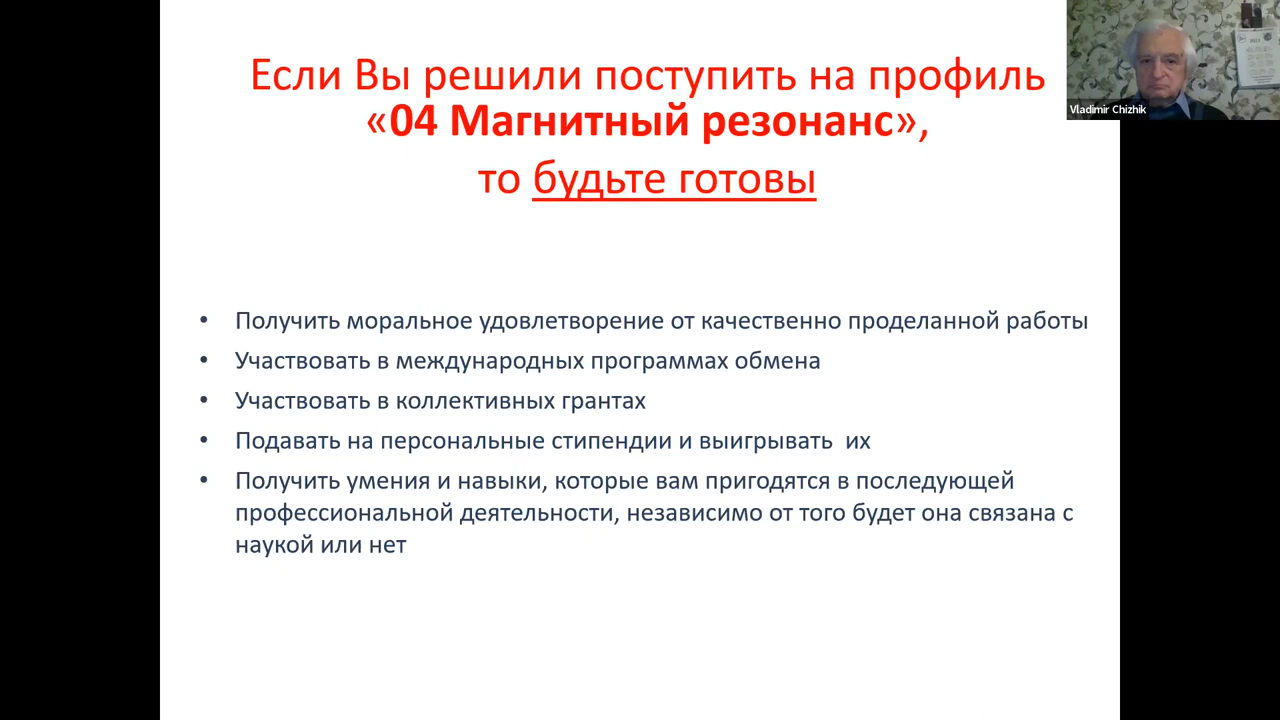 Если Вы решили поступить на профиль
«04 Магнитный резонанс»,
то будьте готовы
Vladimir Chizhik
• Получить моральное удовлетворение от качественно проделанной работы
• Участвовать в международных программах обмена
• Участвовать в коллективных грантах
• Подавать на персональные стипендии и выигрывать  их
• Получить умения и навыки, которые вам пригодятся в последующей
профессиональной деятельности, независимо от того будет она связана с
наукой или нет